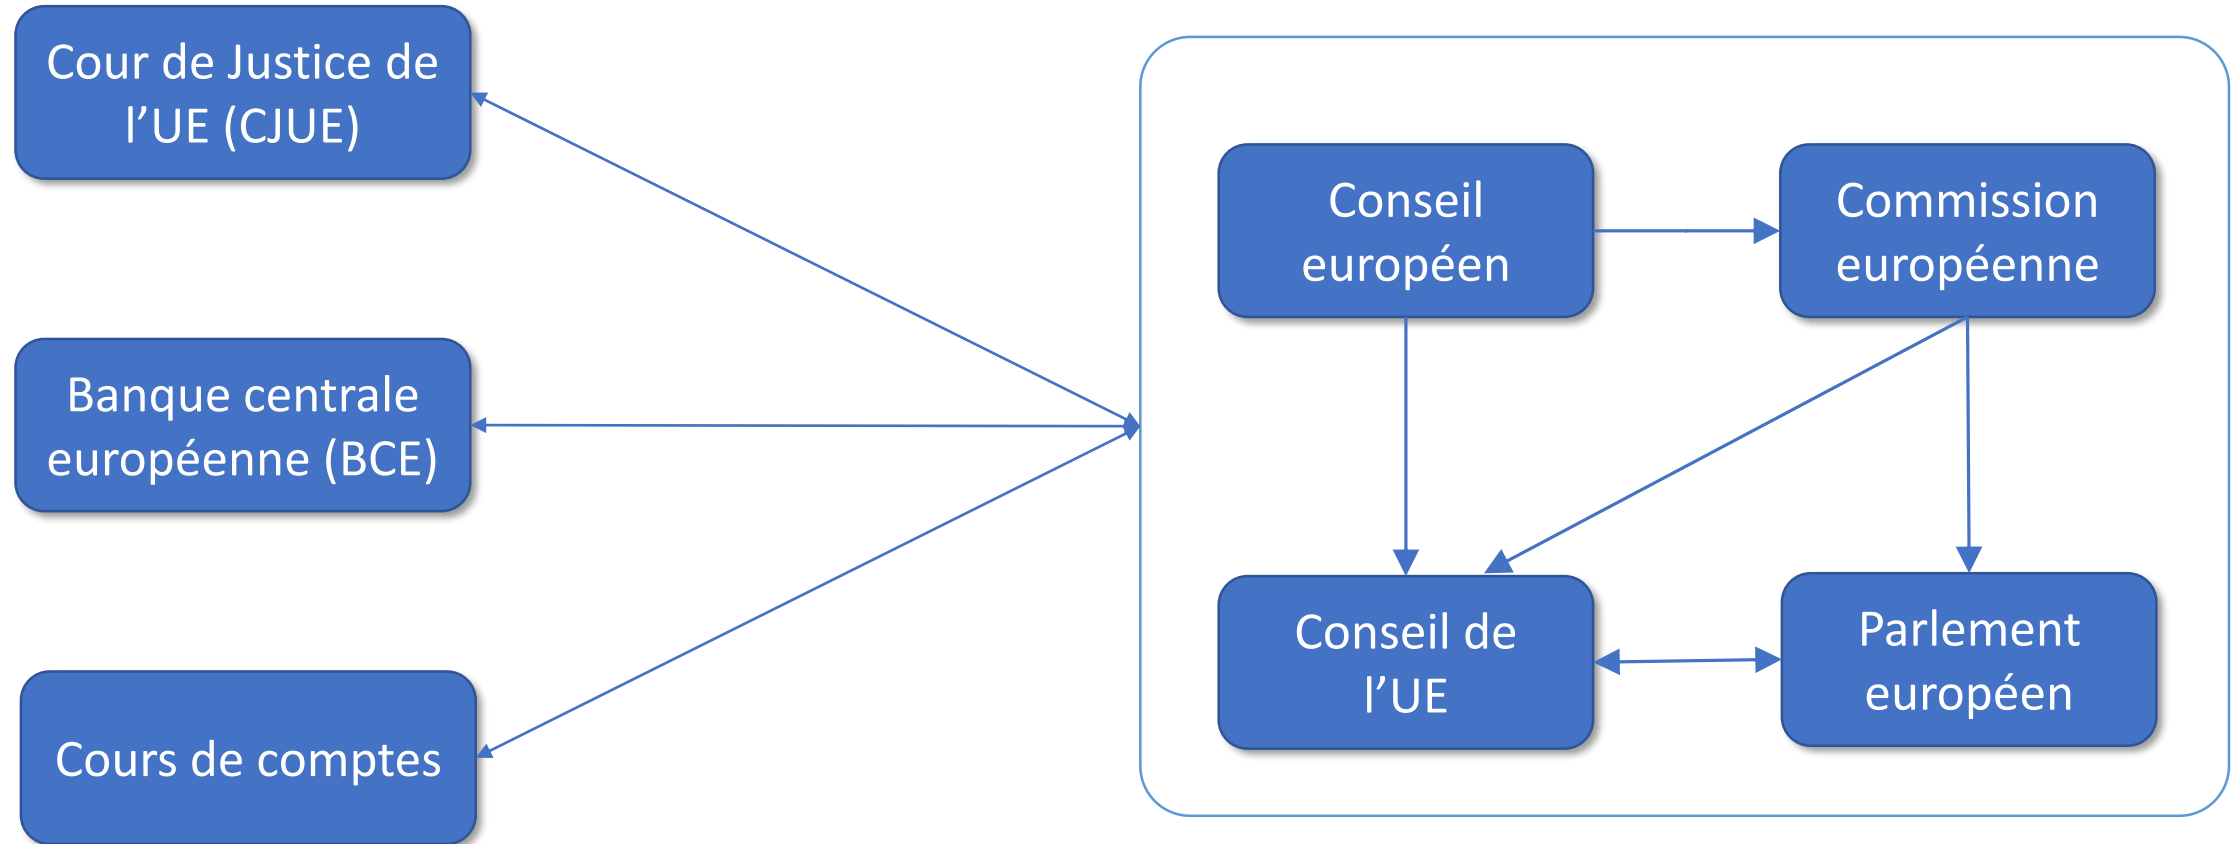 Cour de Justice de
l’UE (CJUE)
Banque centrale
européenne (BCE)
Cours de comptes
Conseil
européen
Commission
européenne
Conseil de
l’UE
Parlement
européen